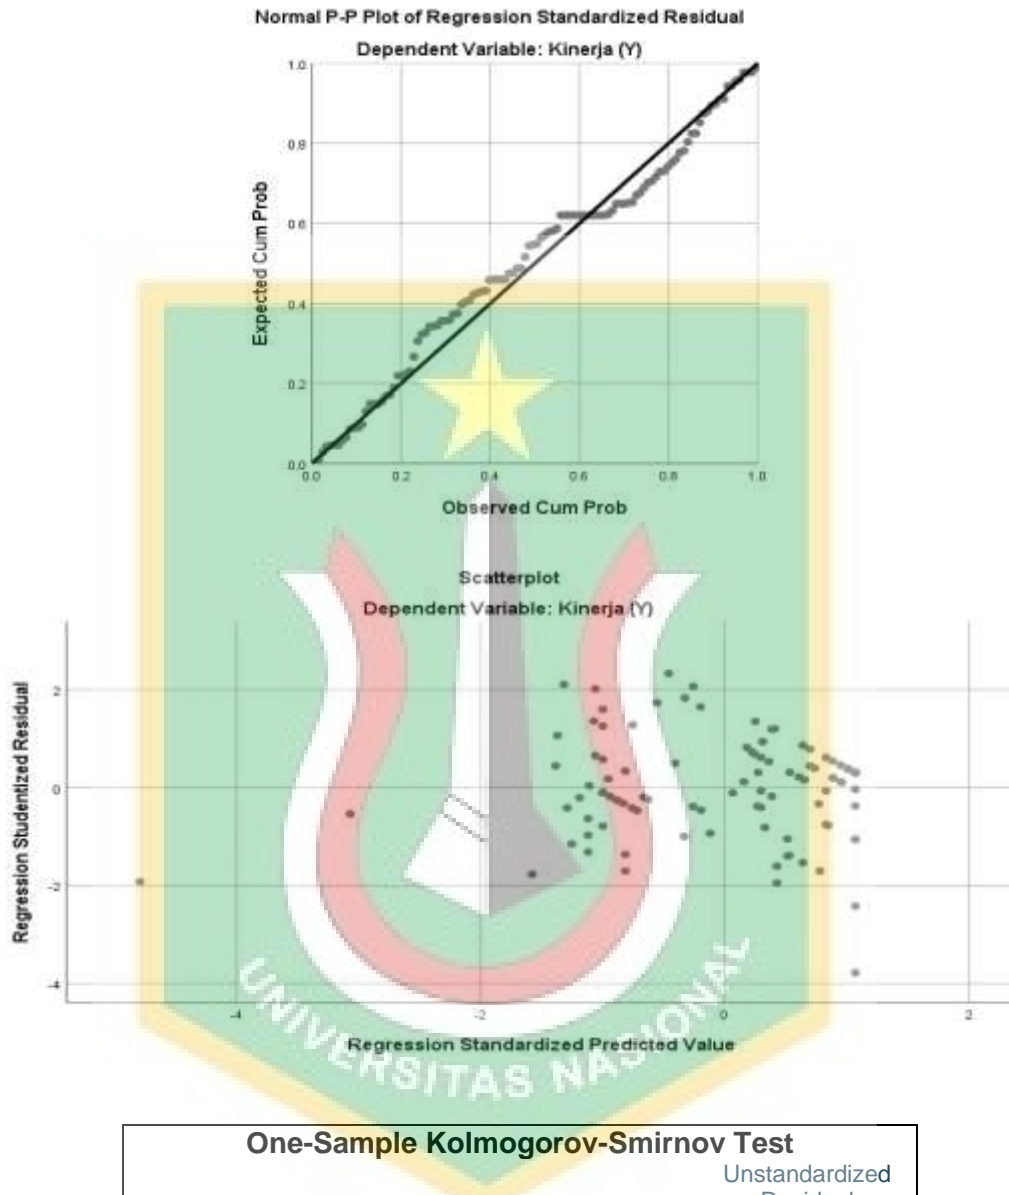 Normal P-P Plot of Regression Standardized Residual
Dependent Variable: Kinerja (Y)
Expected Cum Prob
1.0
0.8
0.6
0.4
0.2
0.0
0.0 0.2 0.4 0.6 0.8 1.0
Observed Cum Prob
Scatterplot
Dependent Variable: Kinerja (Y)
Regression Studentized Residual
2
0
-2
-4
-4 -2 0 2
Regression Standardized Predicted Value
UNIVERSITAS NASIONAL
One-Sample Kolmogorov-Smirnov Test
Unstandardized